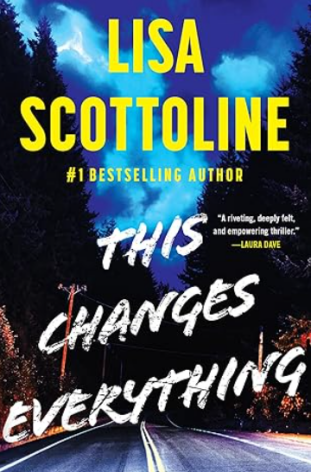 LISA
SCOTTOLINE
#1 BESTSELLING AUTHOR
"A riveting, deeply felt,
and empowering thriller."
—LAURA DAVE
THIS
CHANGES
EVERYTHING